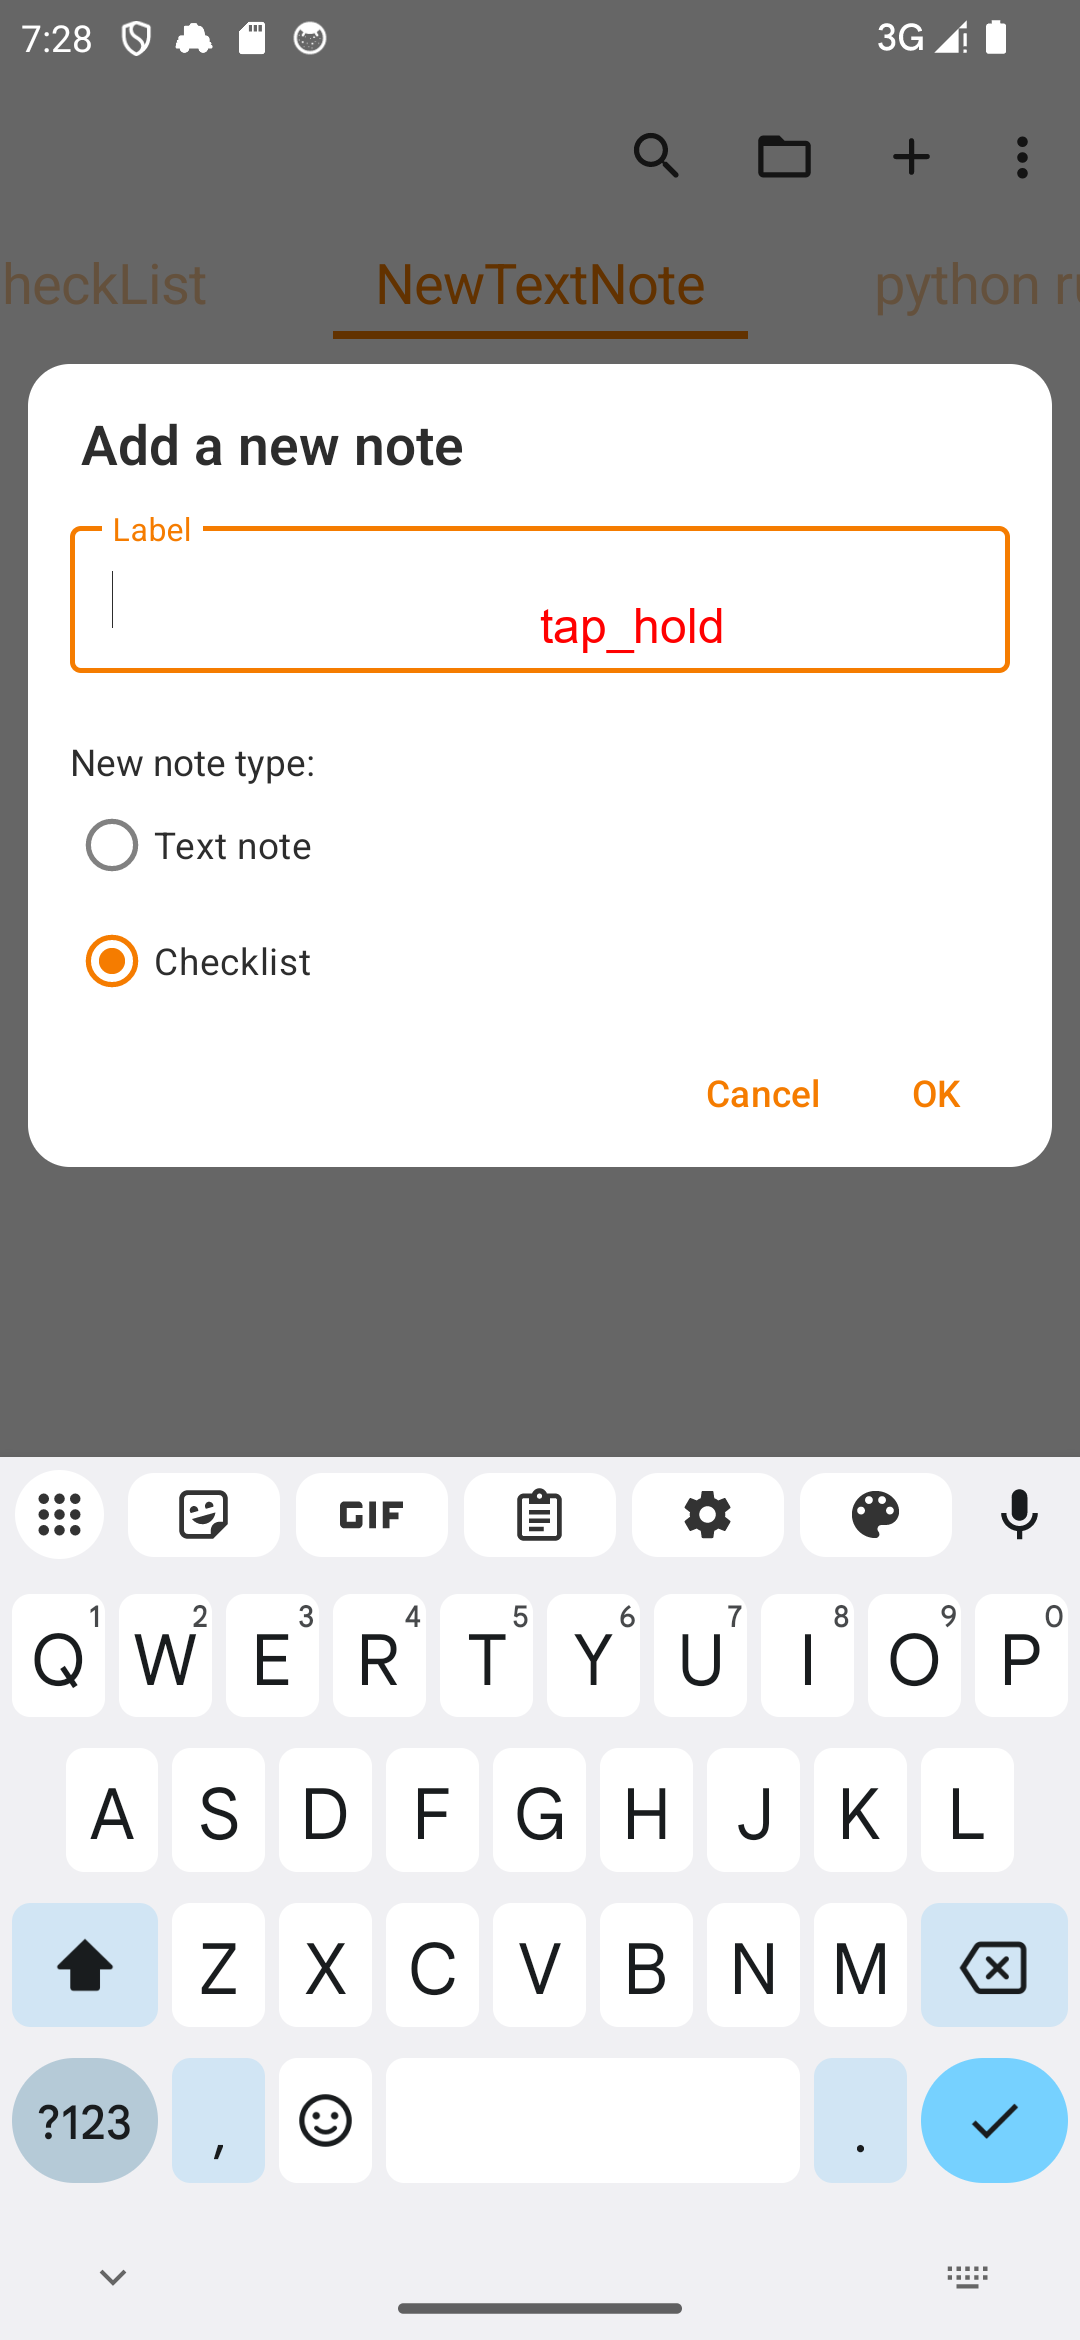 7:28
3G
heckList
NewTextNote
python r
Add a new note
Label
tap_hold
New note type:
Text note
Checklist
Cancel
OK
GIF
Q1 W2 E3 R4 T5 Y6 U7 I8 O9 P0
A S D F G H J K L
Z X C V B N M
?123 , .